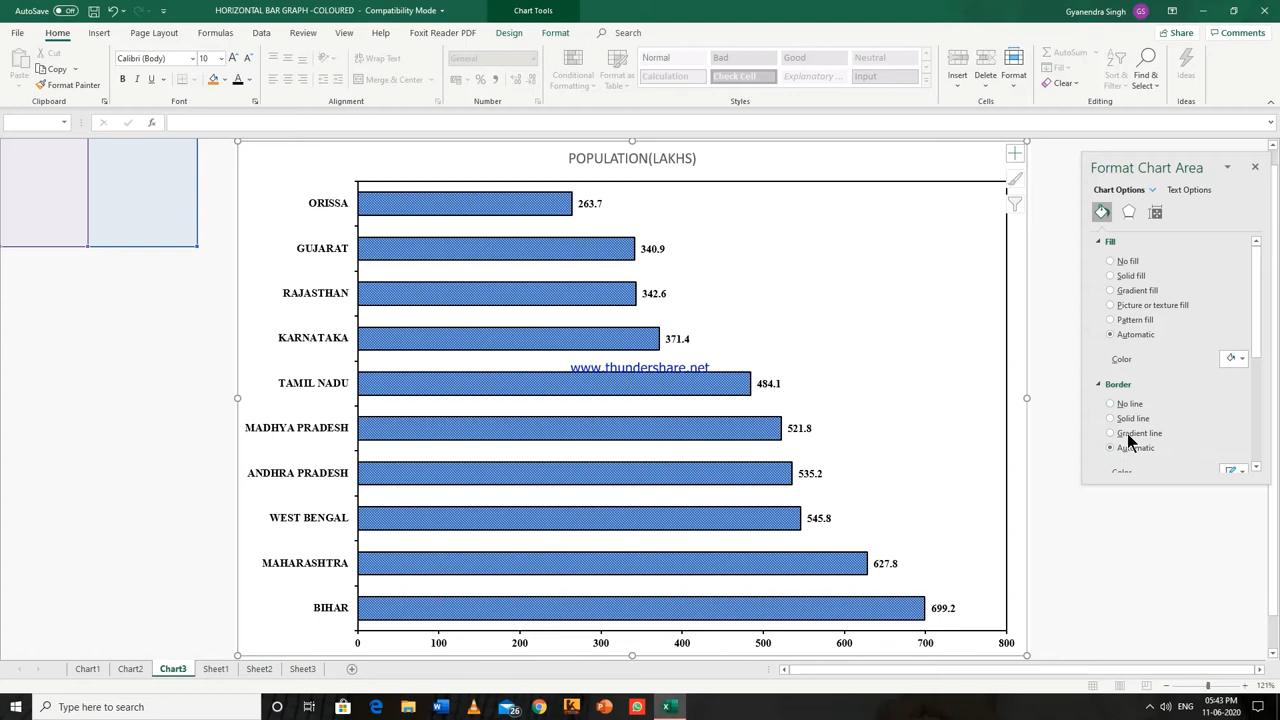 AutoSave Off HORIZONTAL BAR GRAPH -COLOURED - Compatibility Mode Chart Tools Gyanendra Singh GS
File Home Insert Page Layout Formulas Data Review View Help Foxit Reader PDF Design Format Search Share Comments
Cut Calibri (Body) 10 Wrap Text General Normal Bad Good Neutral AutoSum
Paste Copy Merge & Center Conditional Formatting Format as Table Calculation Check Cell Explanatory ... Input Insert Delete Format Fill Sort & Filter Find & Select Ideas
Format Painter Clear
Clipboard Font Alignment Number Styles Cells Editing Ideas
POPULATION(LAKHS)
ORISSA 263.7
GUJARAT 340.9
RAJASTHAN 342.6
KARNATAKA 371.4
www.thundershare.net
TAMIL NADU 484.1
MADHYA PRADESH 521.8
ANDHRA PRADESH 535.2
WEST BENGAL 545.8
MAHARASHTRA 627.8
BIHAR 699.2
0 100 200 300 400 500 600 700 800
Format Chart Area
Chart Options Text Options
Fill
No fill
Solid fill
Gradient fill
Picture or texture fill
Pattern fill
Automatic
Color
Border
No line
Solid line
Gradient line
Automatic
Color
Chart1 Chart2 Chart3 Sheet1 Sheet2 Sheet3
121%
Type here to search 26 ENG 05:43 PM
11-06-2020